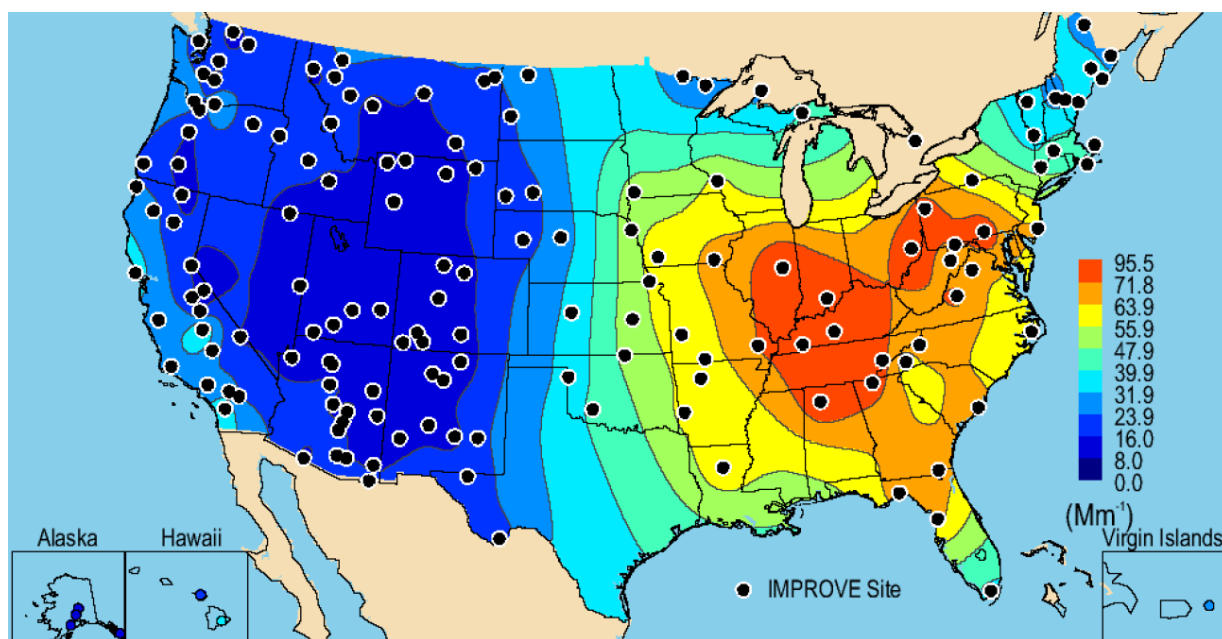 95.5
71.8
63.9
55.9
47.9
39.9
31.9
23.9
16.0
8.0
0.0
(Mm⁻¹)
Alaska
Hawaii
Virgin Islands
IMPROVE Site